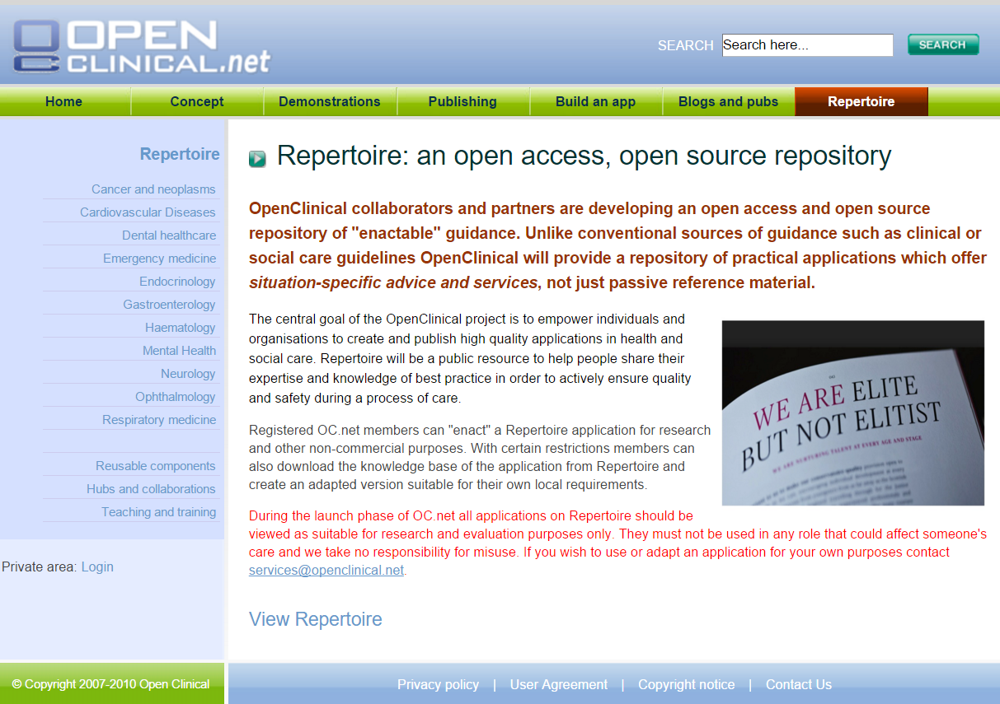 OPEN
CLINICAL.net
SEARCH
Search here...
SEARCH
Home
Concept
Demonstrations
Publishing
Build an app
Blogs and pubs
Repertoire
Repertoire
Cancer and neoplasms
Cardiovascular Diseases
Dental healthcare
Emergency medicine
Endocrinology
Gastroenterology
Haematology
Mental Health
Neurology
Ophthalmology
Respiratory medicine
Reusable components
Hubs and collaborations
Teaching and training
Private area: Login
Repertoire: an open access, open source repository
OpenClinical collaborators and partners are developing an open access and open source
repository of "enactable" guidance. Unlike conventional sources of guidance such as clinical or
social care guidelines OpenClinical will provide a repository of practical applications which offer
situation-specific advice and services, not just passive reference material.
The central goal of the OpenClinical project is to empower individuals and
organisations to create and publish high quality applications in health and
social care. Repertoire will be a public resource to help people share their
expertise and knowledge of best practice in order to actively ensure quality
and safety during a process of care.
WE ARE ELITE
BUT NOT ELITIST
WE ARE NURTURING TALENT AT EVERY AGE AND STAGE
Registered OC.net members can "enact" a Repertoire application for research
and other non-commercial purposes. With certain restrictions members can
also download the knowledge base of the application from Repertoire and
create an adapted version suitable for their own local requirements.
During the launch phase of OC.net all applications on Repertoire should be
viewed as suitable for research and evaluation purposes only. They must not be used in any role that could affect someone's
care and we take no responsibility for misuse. If you wish to use or adapt an application for your own purposes contact
services@openclinical.net.
View Repertoire
© Copyright 2007-2010 Open Clinical
Privacy policy | User Agreement | Copyright notice | Contact Us